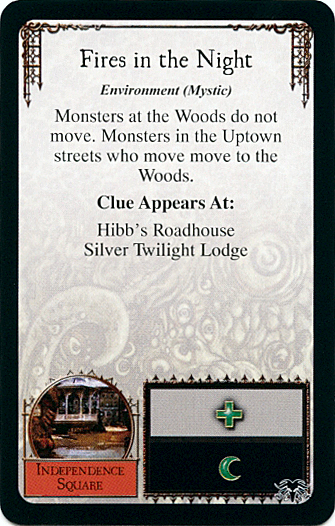 Fires in the Night
Environment (Mystic)
Monsters at the Woods do not
move. Monsters in the Uptown
streets who move move to the
Woods.
Clue Appears At:
Hibb's Roadhouse
Silver Twilight Lodge
Independence
Square